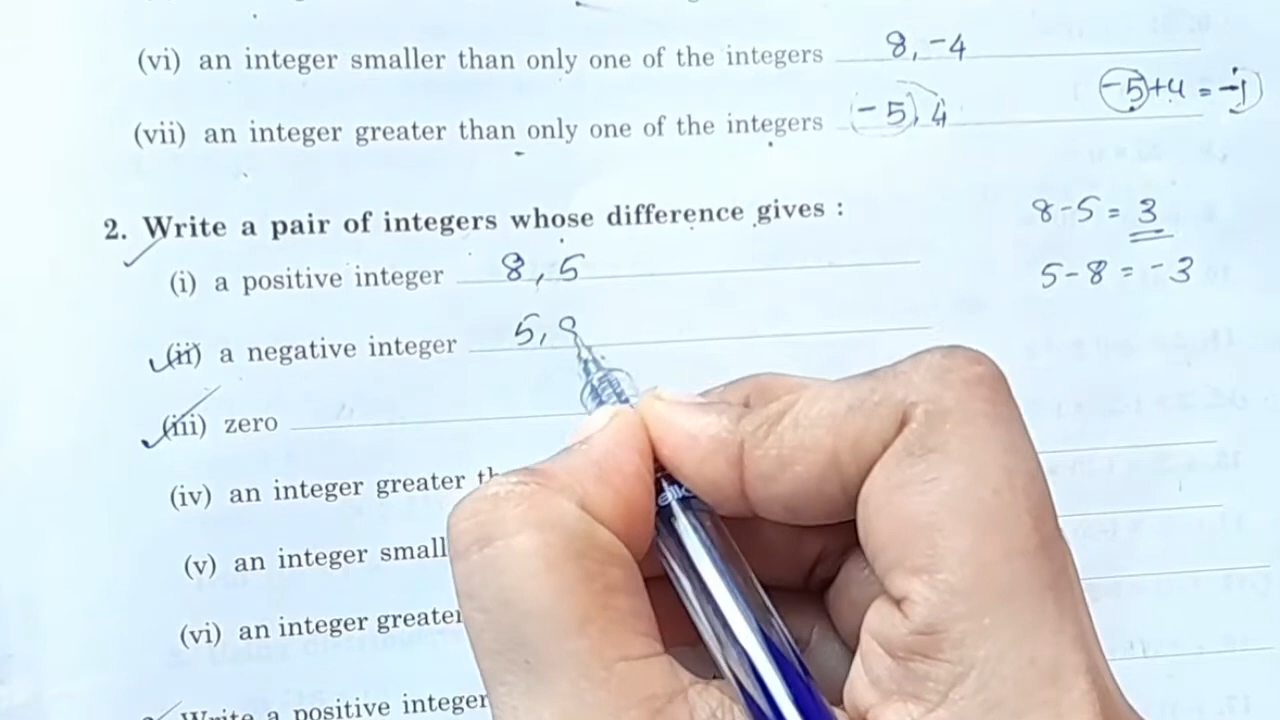 (vi) an integer smaller than only one of the integers 8, -4
(vii) an integer greater than only one of the integers -5, 4 -5+4 = -1
2. Write a pair of integers whose difference gives :
8-5 = 3
(i) a positive integer 8, 5
5-8 = -3
(ii) a negative integer 5, 8
(iii) zero
(iv) an integer greater
(v) an integer small
(vi) an integer greater
Write a positive integer